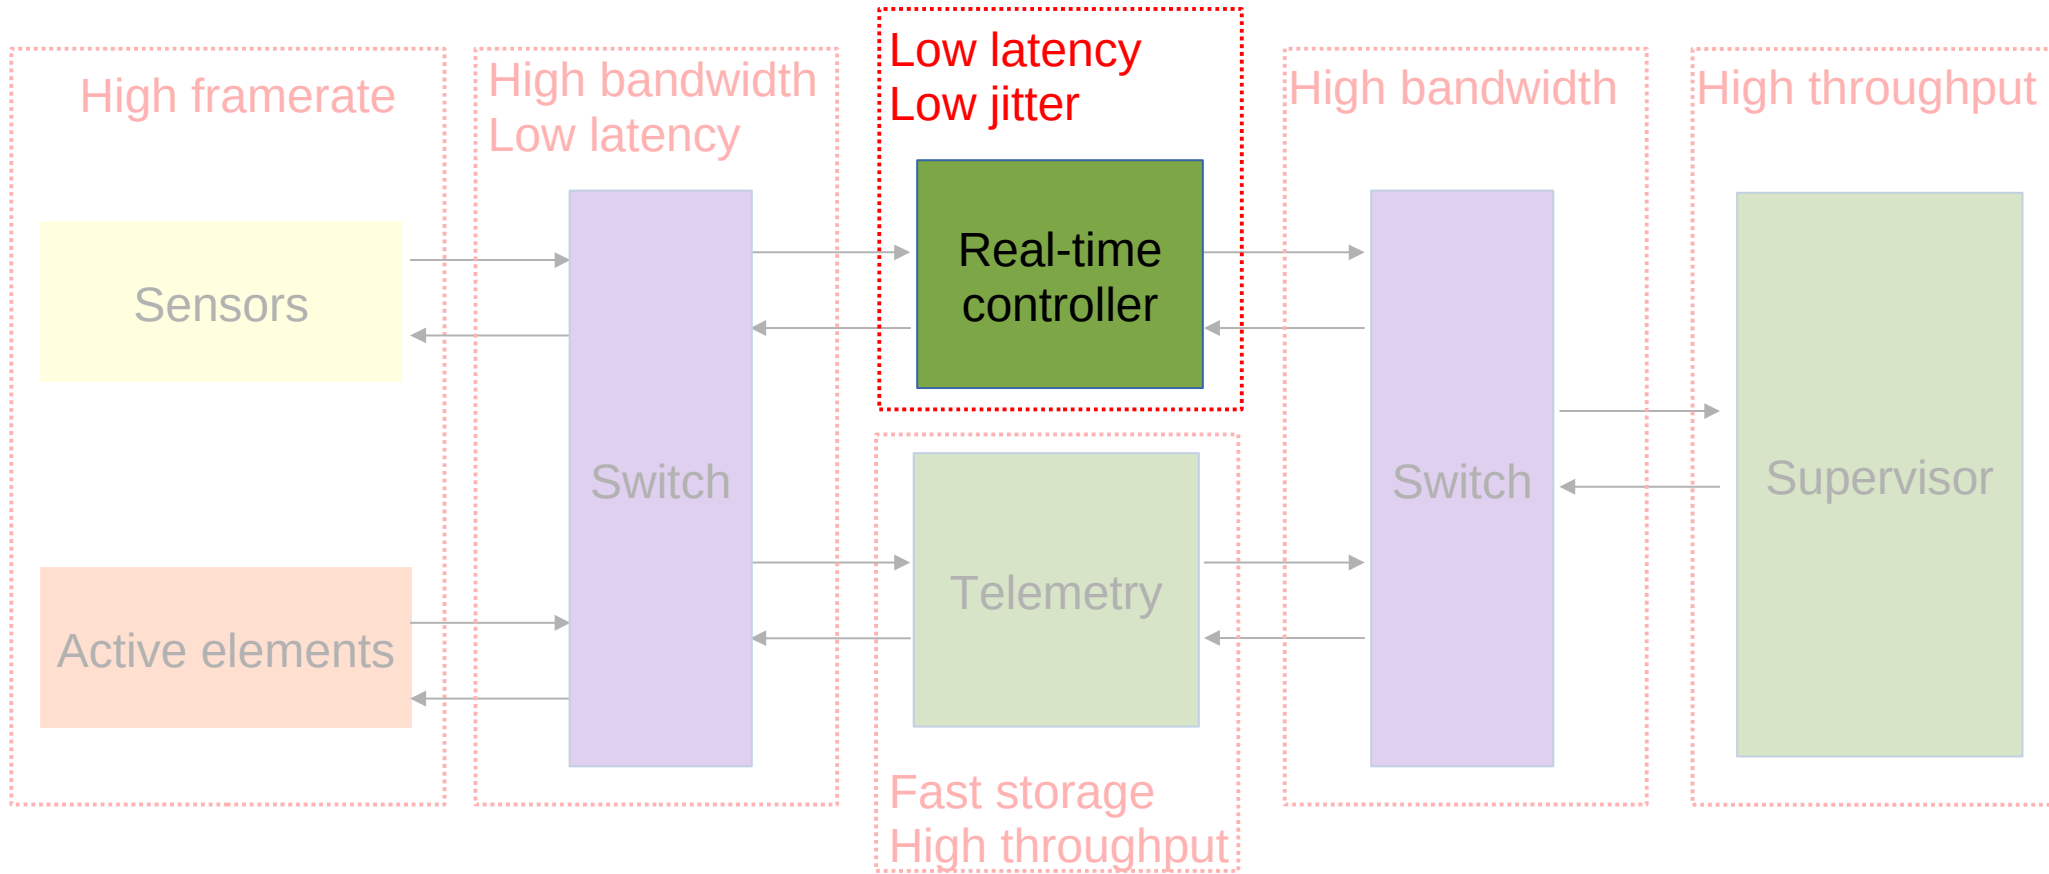 High framerate
Sensors
Active elements
High bandwidth
Low latency
Switch
Low latency
Low jitter
Real-time
controller
Telemetry
Fast storage
High throughput
High bandwidth
Switch
High throughput
Supervisor